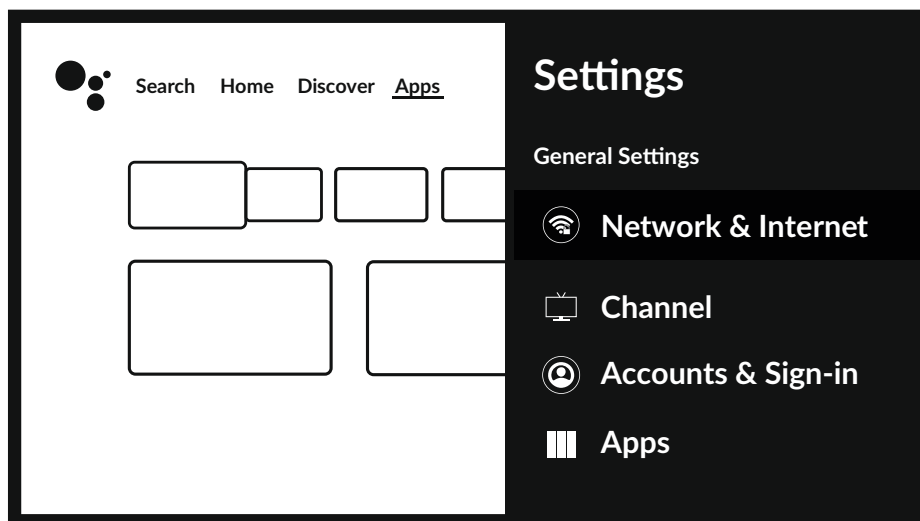 Search Home Discover Apps
Settings
General Settings
Network & Internet
Channel
Accounts & Sign-in
Apps